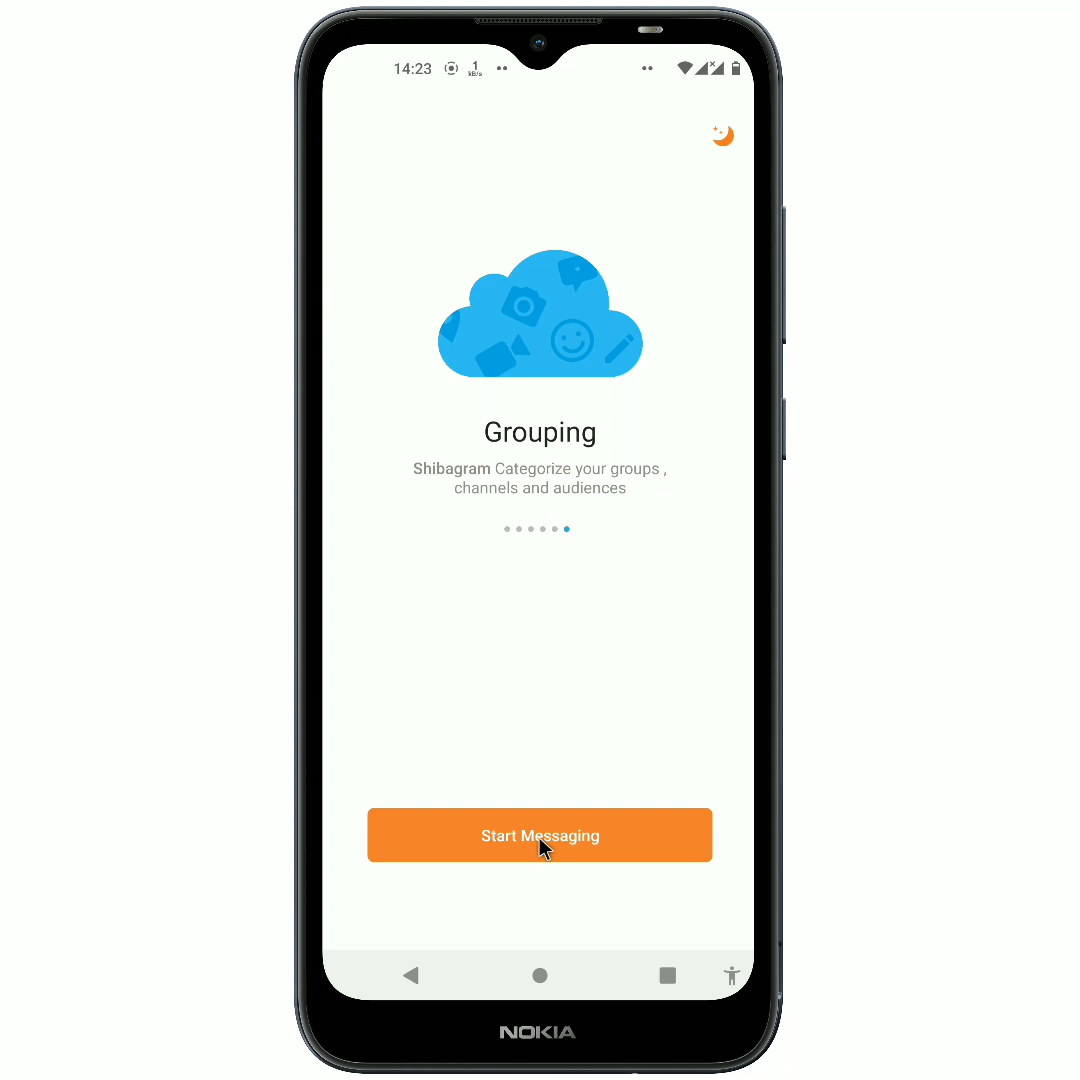 14:23
1
kB/s
Grouping
Shibagram Categorize your groups ,
channels and audiences
Start Messaging
NOKIA